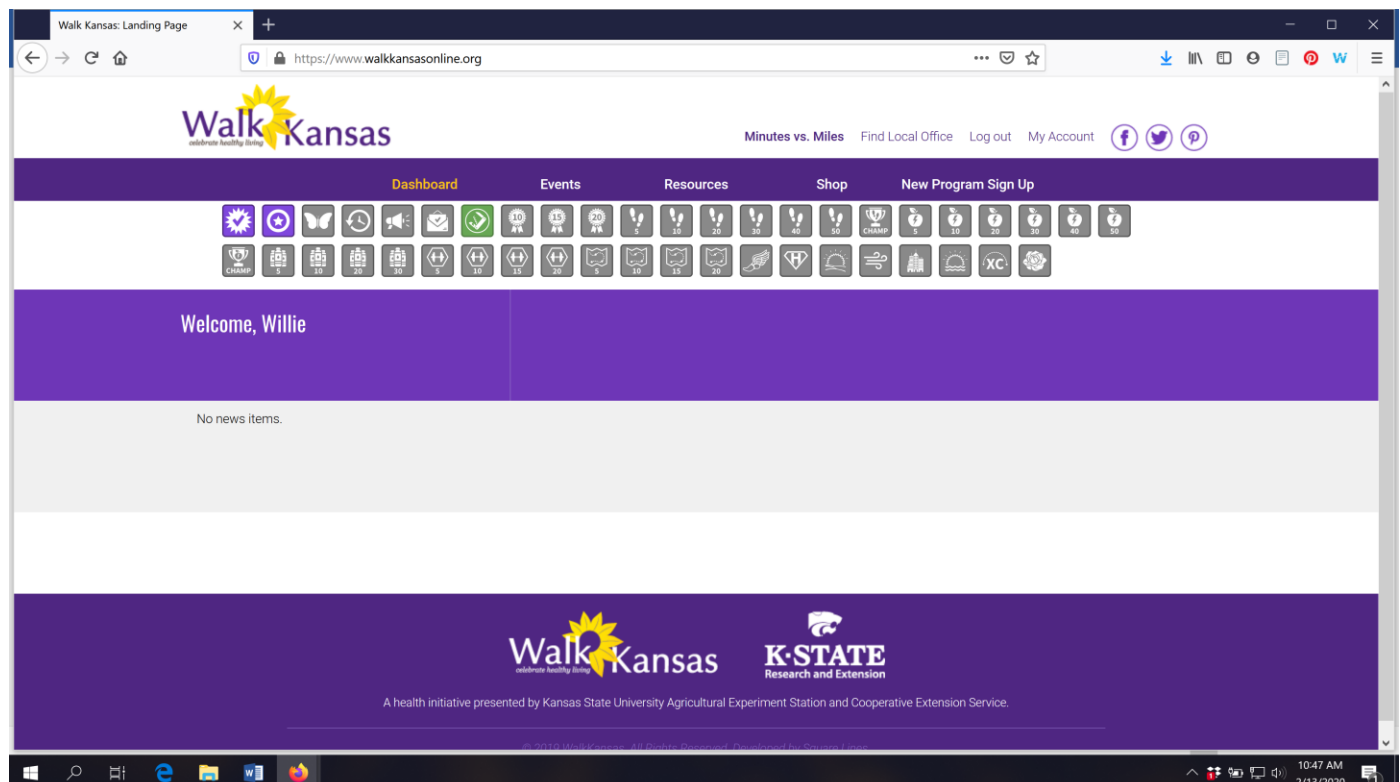 Walk Kansas: Landing Page
https://www.walkkansasonline.org
Walk Kansas
celebrate healthy living
Minutes vs. Miles Find Local Office Log out My Account
Dashboard Events Resources Shop New Program Sign Up
10 15 20 5 10 20 30 40 50 CHAMP 5 10 20 30 40 50
CHAMP 5 10 20 30 5 10 15 20 5 10 15 20 H XC
Welcome, Willie
No news items.
Walk Kansas
celebrate healthy living
K-STATE
Research and Extension
A health initiative presented by Kansas State University Agricultural Experiment Station and Cooperative Extension Service.
© 2019 WalkKansas. All Rights Reserved. Developed by Square Lines
10:47 AM
2/13/2020